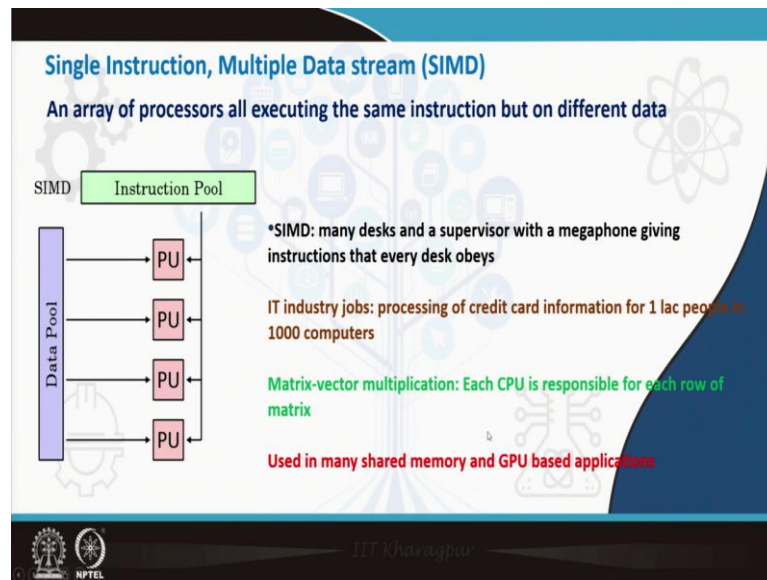 Single Instruction, Multiple Data stream (SIMD)
An array of processors all executing the same instruction but on different data
SIMD
Instruction Pool
Data Pool
PU
PU
PU
PU
•SIMD: many desks and a supervisor with a megaphone giving
instructions that every desk obeys
IT industry jobs: processing of credit card information for 1 lac people in
1000 computers
Matrix-vector multiplication: Each CPU is responsible for each row of
matrix
Used in many shared memory and GPU based applications
IIT Kharagpur
NPTEL